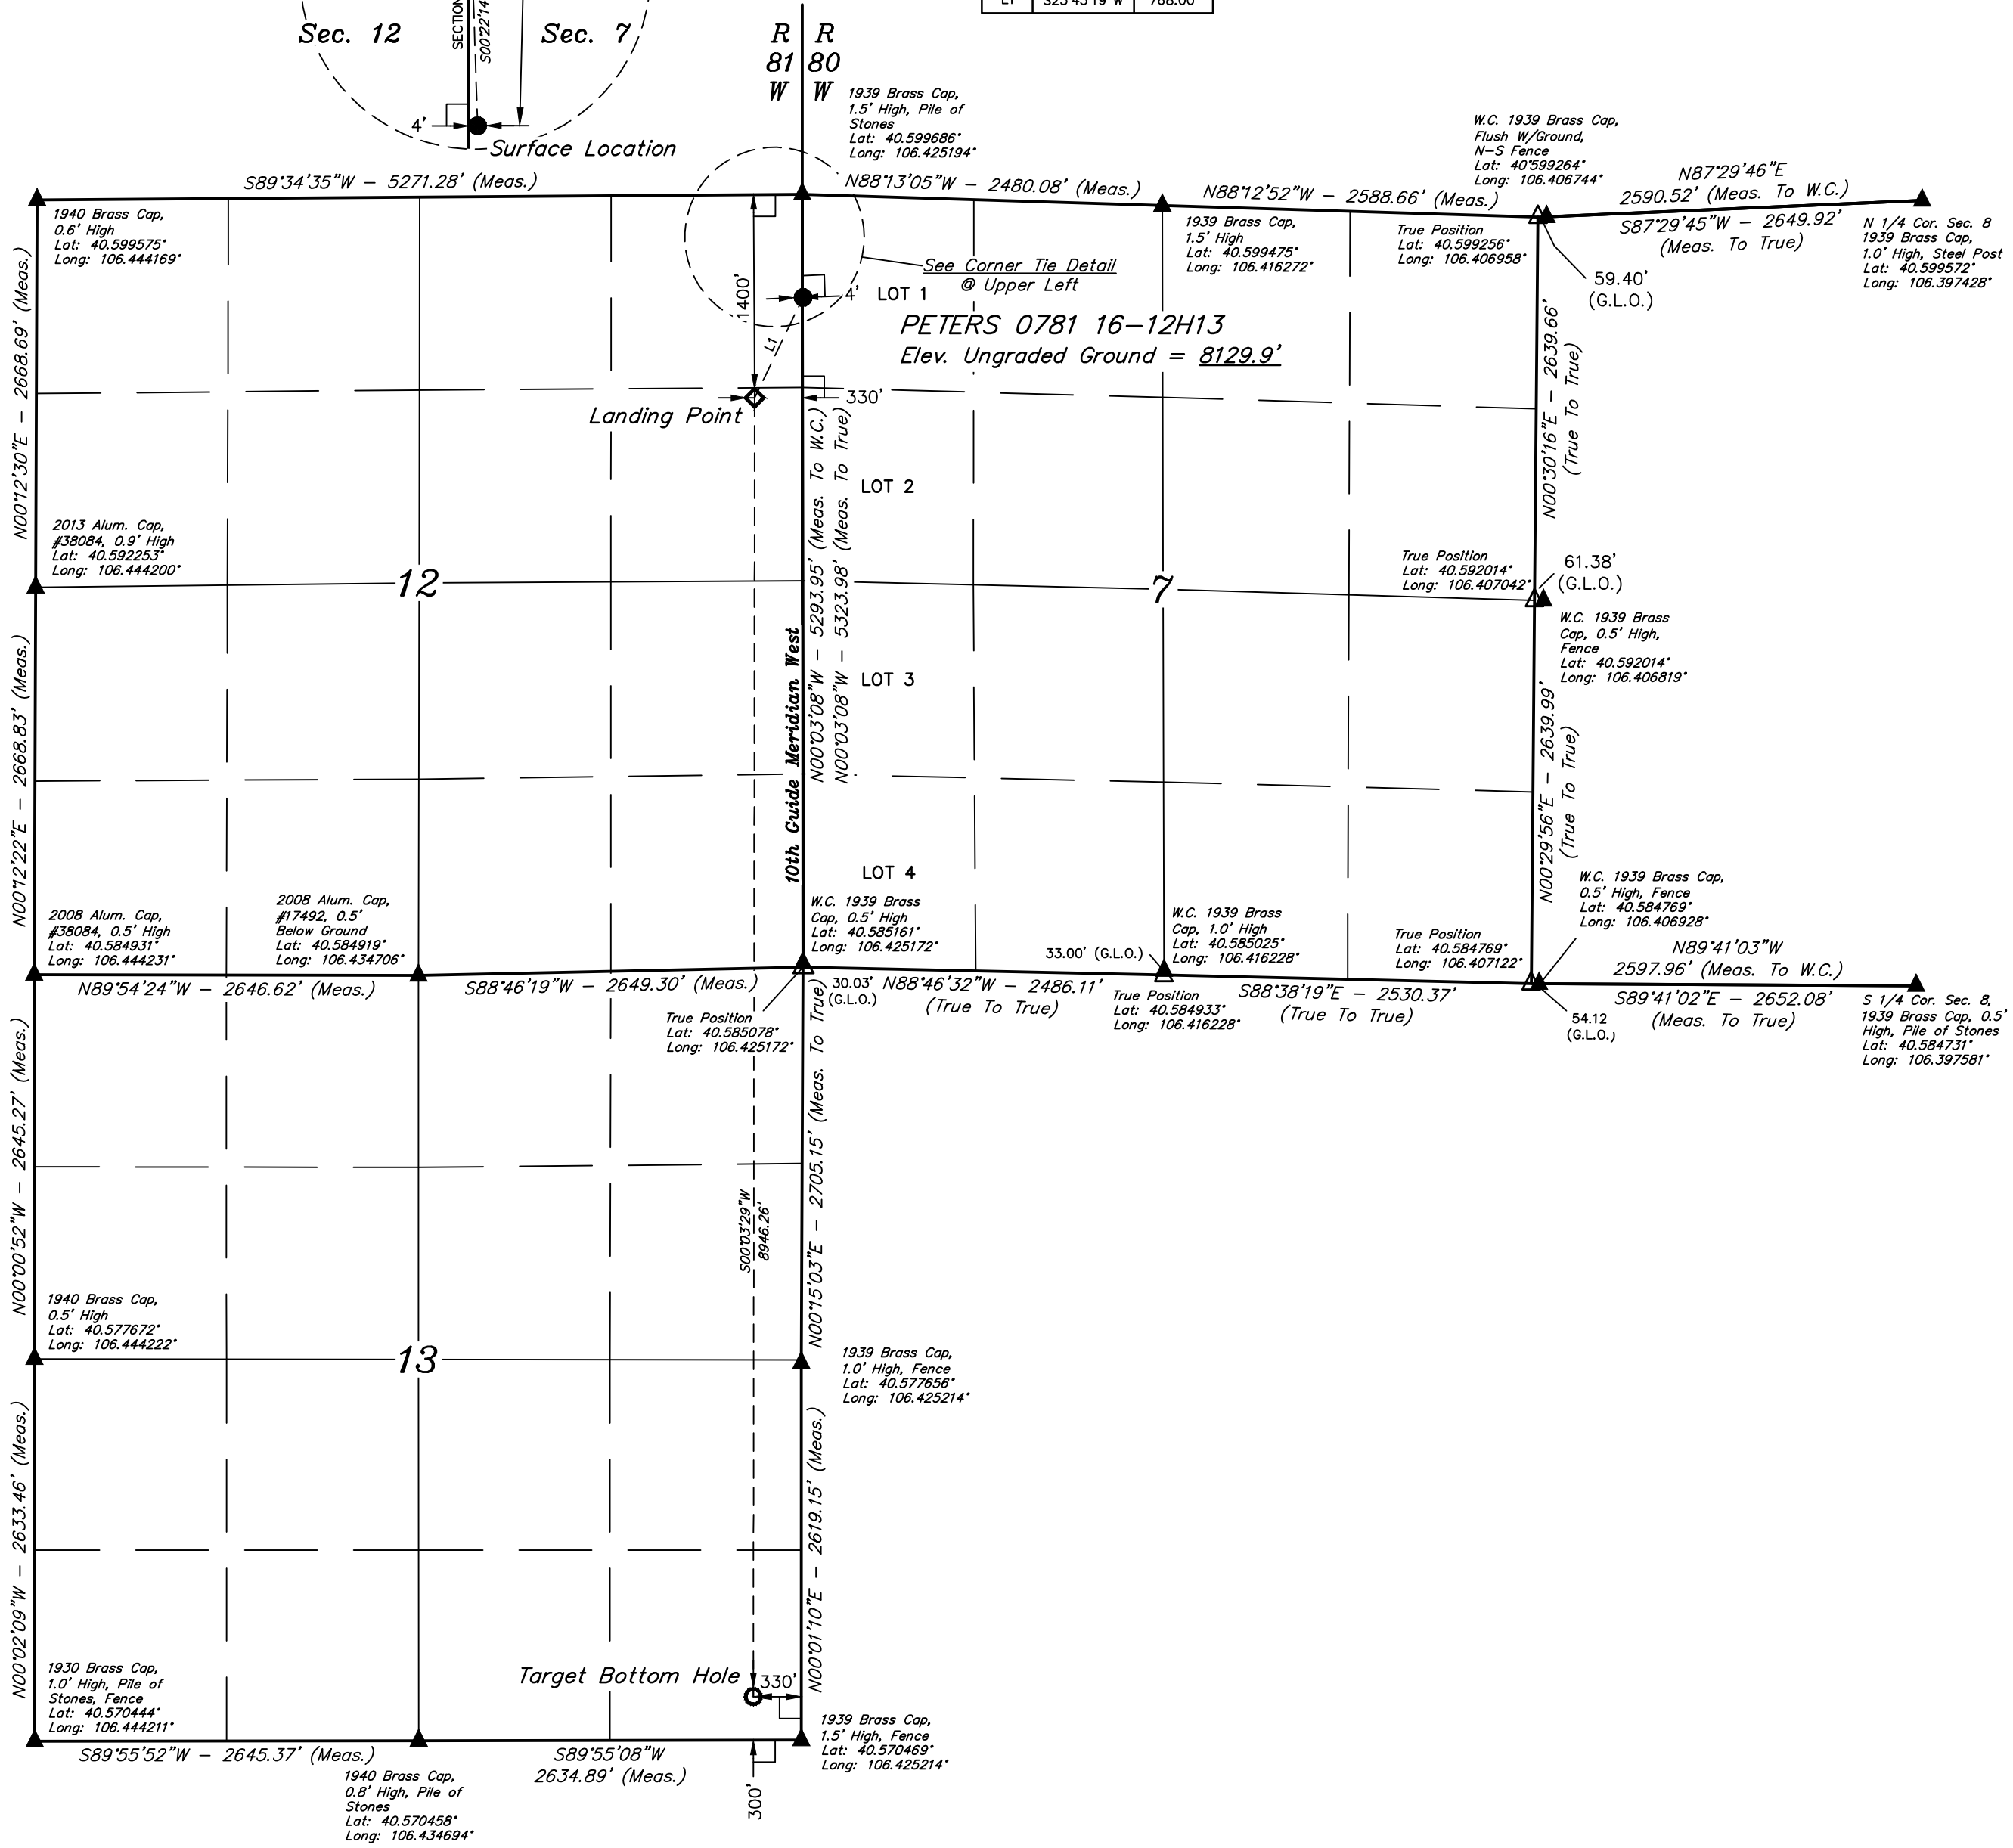 L1 S25°45'19"W 768.00'
Sec. 12
SECTION
S00°22'14"
Sec. 7
4'
Surface Location
R R
81 80
W W
1939 Brass Cap,
1.5' High, Pile of
Stones
Lat: 40.599686°
Long: 106.425194°
W.C. 1939 Brass Cap,
Flush W/Ground,
N-S Fence
Lat: 40°599264°
Long: 106.406744°
S89°34'35"W - 5271.28' (Meas.)
N88°13'05"W - 2480.08' (Meas.)
N88°12'52"W - 2588.66' (Meas.)
N87°29'46"E
2590.52' (Meas. To W.C.)
S87°29'45"W - 2649.92'
(Meas. To True)
1940 Brass Cap,
0.6' High
Lat: 40.599575°
Long: 106.444169°
1939 Brass Cap,
1.5' High
Lat: 40.599475°
Long: 106.416272°
True Position
Lat: 40.599256°
Long: 106.406958°
N 1/4 Cor. Sec. 8
1939 Brass Cap,
1.0' High, Steel Post
Lat: 40.599572°
Long: 106.397428°
59.40'
(G.L.O.)
See Corner Tie Detail
@ Upper Left
1400'
4'
LOT 1
PETERS 0781 16-12H13
Elev. Ungraded Ground = 8129.9'
L1
330'
Landing Point
N00°12'30"E - 2668.69' (Meas.)
N00°03'08"W - 5293.95' (Meas. To W.C.)
N00°03'08"W - 5323.98' (Meas. To True)
N00°30'16"E - 2639.66'
(True To True)
LOT 2
2013 Alum. Cap,
#38084, 0.9' High
Lat: 40.592253°
Long: 106.444200°
12
7
True Position
Lat: 40.592014°
Long: 106.407042°
61.38'
(G.L.O.)
W.C. 1939 Brass
Cap, 0.5' High,
Fence
Lat: 40.592014°
Long: 106.406819°
10th Guide Meridian West
LOT 3
N00°12'22"E - 2668.83' (Meas.)
N00°29'56"E - 2639.99'
(True To True)
LOT 4
2008 Alum. Cap,
#38084, 0.5' High
Lat: 40.584931°
Long: 106.444231°
2008 Alum. Cap,
#17492, 0.5'
Below Ground
Lat: 40.584919°
Long: 106.434706°
W.C. 1939 Brass
Cap, 0.5' High
Lat: 40.585161°
Long: 106.425172°
33.00' (G.L.O.)
W.C. 1939 Brass
Cap, 1.0' High
Lat: 40.585025°
Long: 106.416228°
True Position
Lat: 40.584769°
Long: 106.407122°
W.C. 1939 Brass Cap,
0.5' High, Fence
Lat: 40.584769°
Long: 106.406928°
N89°41'03"W
2597.96' (Meas. To W.C.)
N89°54'24"W - 2646.62' (Meas.)
S88°46'19"W - 2649.30' (Meas.)
30.03'
(G.L.O.)
N88°46'32"W - 2486.11'
(True To True)
True Position
Lat: 40.584933°
Long: 106.416228°
S88°38'19"E - 2530.37'
(True To True)
54.12
(G.L.O.)
S89°41'02"E - 2652.08'
(Meas. To True)
S 1/4 Cor. Sec. 8,
1939 Brass Cap, 0.5'
High, Pile of Stones
Lat: 40.584731°
Long: 106.397581°
True Position
Lat: 40.585078°
Long: 106.425172°
N00°00'52"W - 2645.27' (Meas.)
S00°03'29"W
8946.26'
N00°15'03"E - 2705.15' (Meas. To True)
1940 Brass Cap,
0.5' High
Lat: 40.577672°
Long: 106.444222°
13
1939 Brass Cap,
1.0' High, Fence
Lat: 40.577656°
Long: 106.425214°
N00°02'09"W - 2633.46' (Meas.)
N00°01'10"E - 2619.15' (Meas.)
Target Bottom Hole
330'
1930 Brass Cap,
1.0' High, Pile of
Stones, Fence
Lat: 40.570444°
Long: 106.444211°
1939 Brass Cap,
1.5' High, Fence
Lat: 40.570469°
Long: 106.425214°
S89°55'52"W - 2645.37' (Meas.)
S89°55'08"W
2634.89' (Meas.)
300'
1940 Brass Cap,
0.8' High, Pile of
Stones
Lat: 40.570458°
Long: 106.434694°